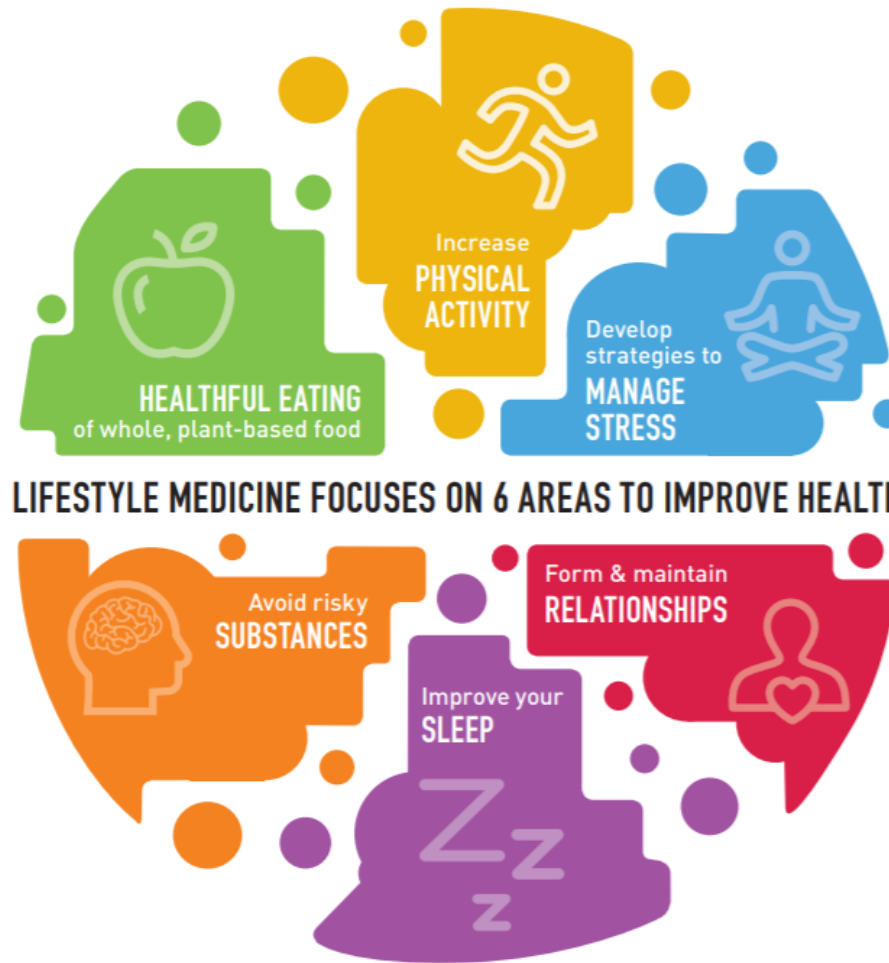 Increase
PHYSICAL
ACTIVITY
HEALTHFUL EATING
of whole, plant-based food
Develop
strategies to
MANAGE
STRESS
LIFESTYLE MEDICINE FOCUSES ON 6 AREAS TO IMPROVE HEALT
Avoid risky
SUBSTANCES
Form & maintain
RELATIONSHIPS
Improve your
SLEEP
Z
Z
Z